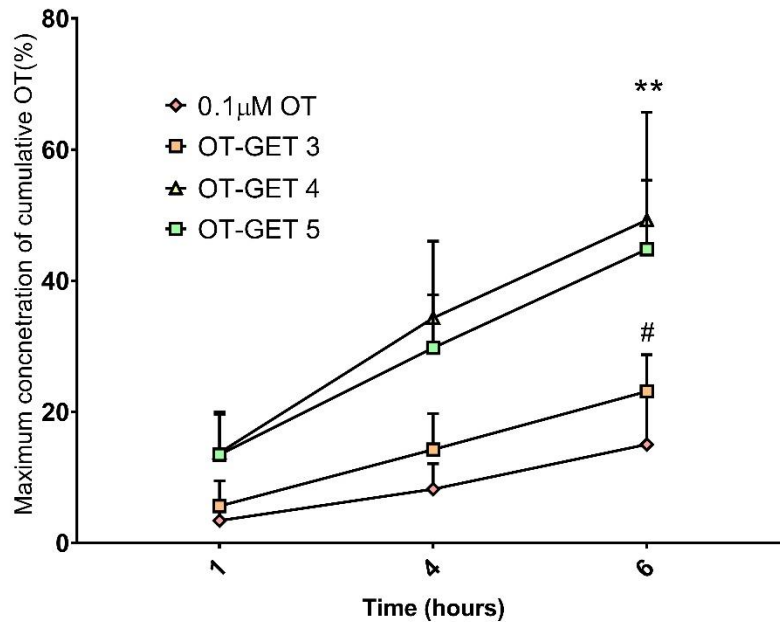 Maximum concnetration of cumulative OT(%)
80
60
40
20
0
0.1μM OT
OT-GET 3
OT-GET 4
OT-GET 5
**
#
1
4
6
Time (hours)